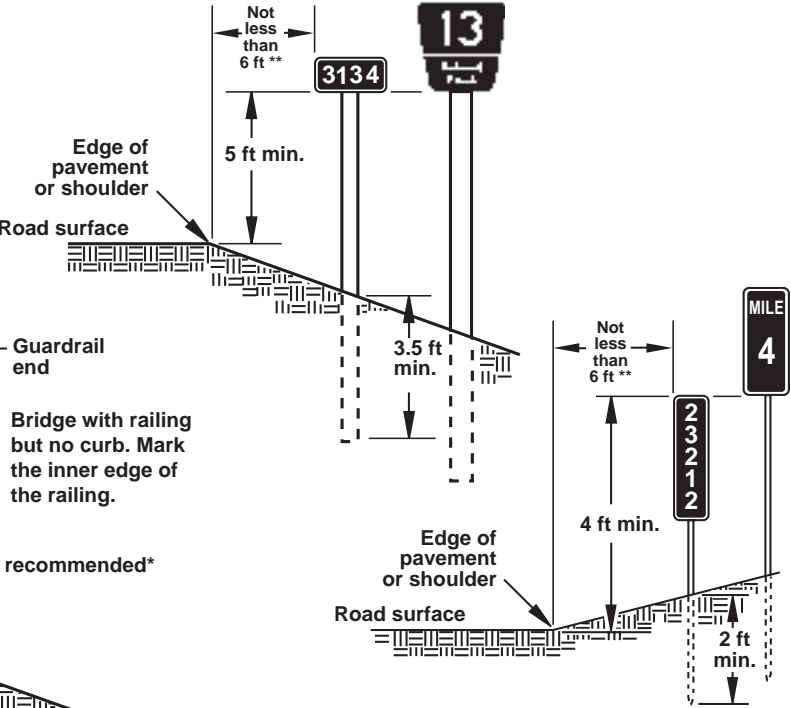 Not
less
than
6 ft **
13
3134
5 ft min.
Edge of
pavement
or shoulder
Road surface
3.5 ft
min.
Guardrail
end
Bridge with railing
but no curb. Mark
the inner edge of
the railing.
recommended*
Not
less
than
6 ft **
MILE
4
2
3
2
1
2
4 ft min.
Edge of
pavement
or shoulder
Road surface
2 ft
min.